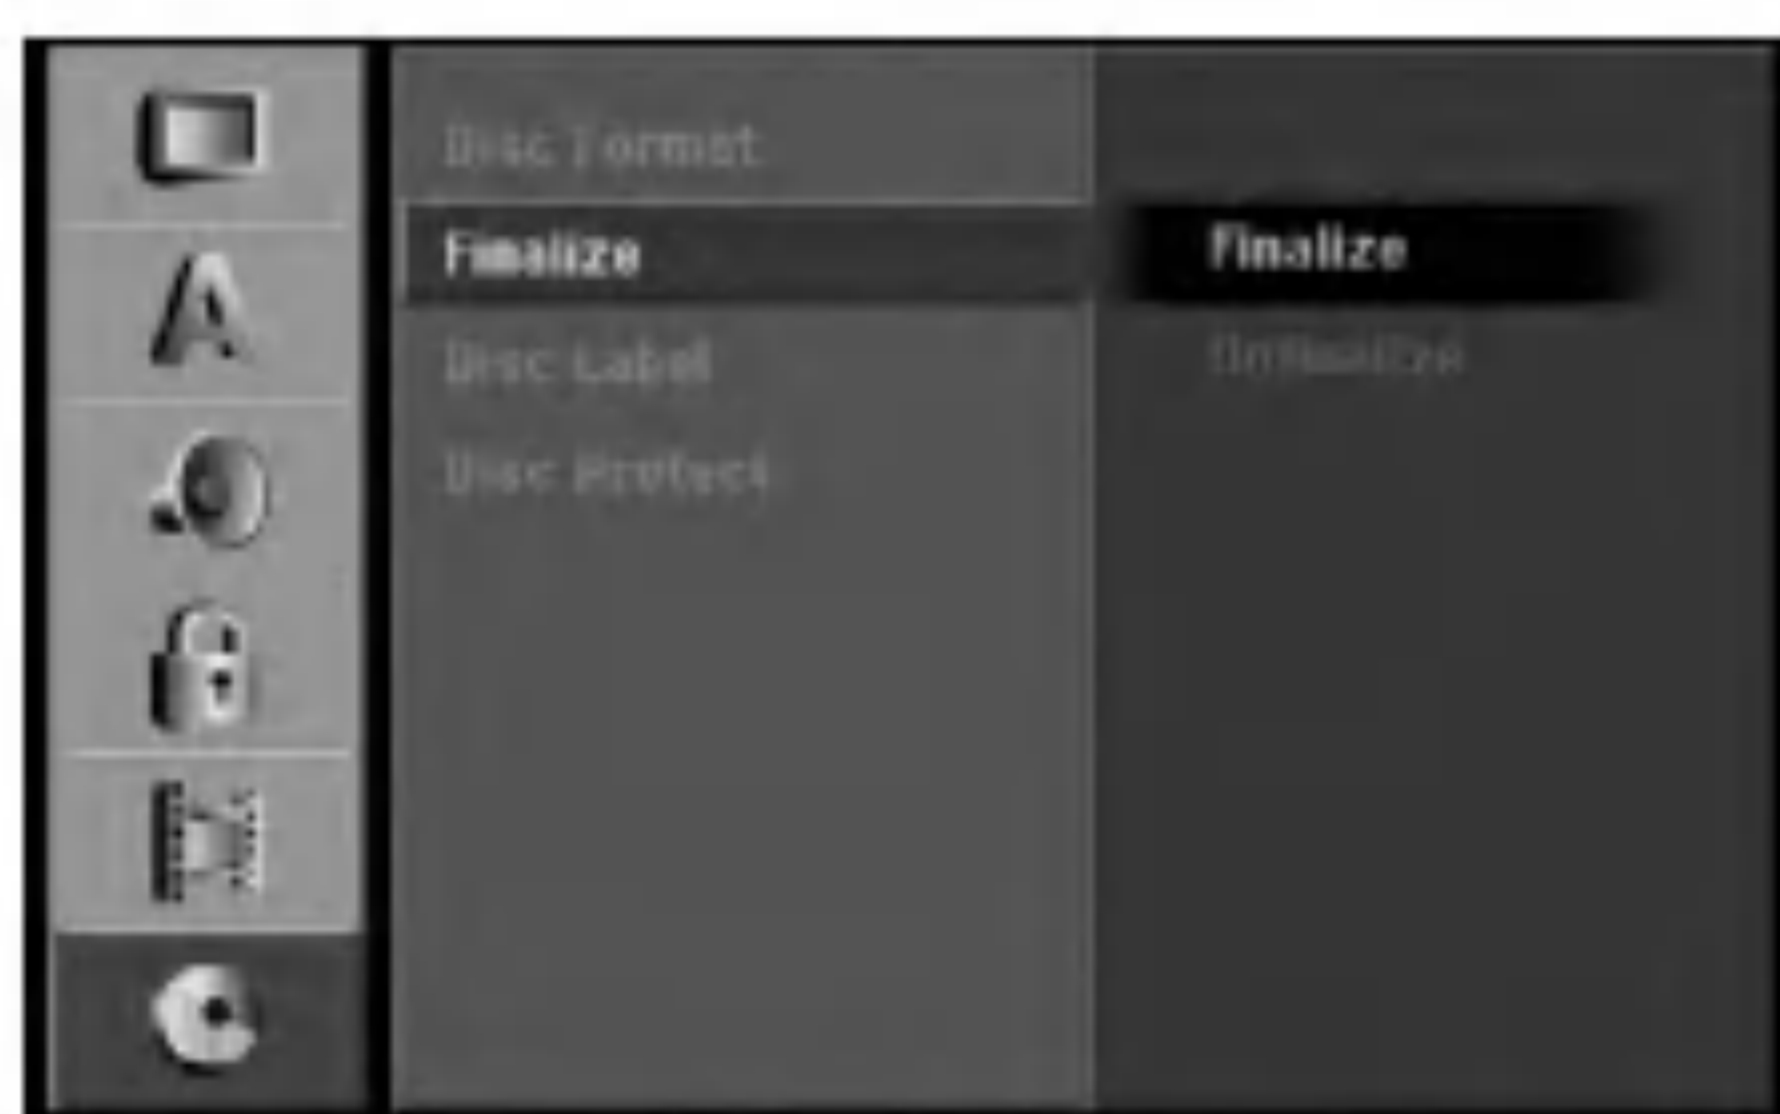 Disc Format
Finalize
Disc Label
Disc Protect
Finalize
Unfinalize